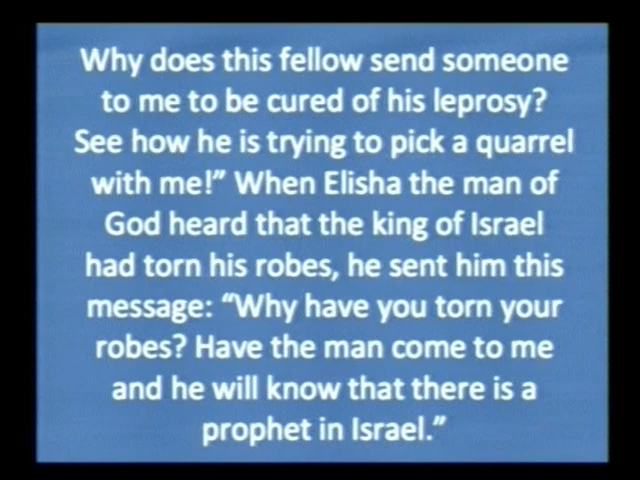 Why does this fellow send someone
to me to be cured of his leprosy?
See how he is trying to pick a quarrel
with me!” When Elisha the man of
God heard that the king of Israel
had torn his robes, he sent him this
message: “Why have you torn your
robes? Have the man come to me
and he will know that there is a
prophet in Israel.”